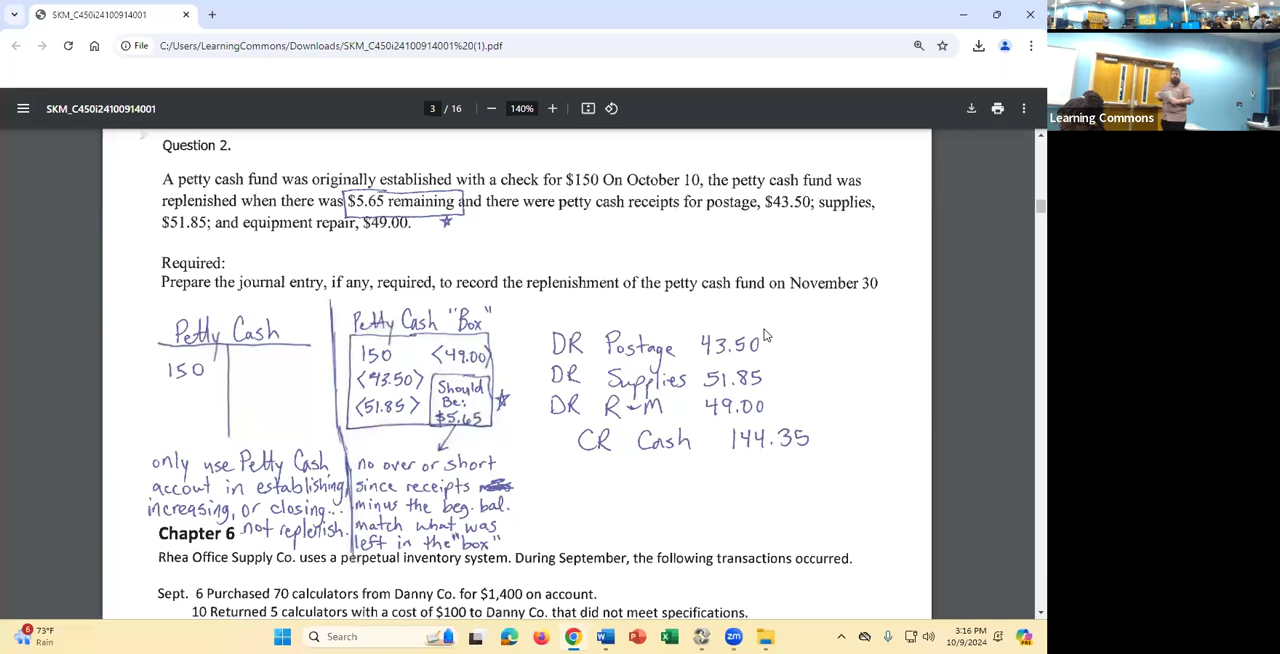 SKM_C450i24100914001
File
C:/Users/LearningCommons/Downloads/SKM_C450i24100914001%20(1).pdf
SKM_C450i24100914001
3 / 16
140%
Learning Commons
Question 2.
A petty cash fund was originally established with a check for $150 On October 10, the petty cash fund was
replenished when there was $5.65 remaining and there were petty cash receipts for postage, $43.50; supplies,
$51.85; and equipment repair, $49.00.
Required:
Prepare the journal entry, if any, required, to record the replenishment of the petty cash fund on November 30
Petty Cash
150
only use Petty Cash
accout in establishing,
increasing, or closing...
not replenish.
Petty Cash "Box"
150 <49.00>
<43.50> Should
<51.85> Be:
$5.65
no over or short
since receipts
minus the beg. bal.
match what was
left in the "box"
DR Postage 43.50
DR Supplies 51.85
DR R+M 49.00
CR Cash 144.35
Chapter 6
Rhea Office Supply Co. uses a perpetual inventory system. During September, the following transactions occurred.
Sept. 6 Purchased 70 calculators from Danny Co. for $1,400 on account.
10 Returned 5 calculators with a cost of $100 to Danny Co. that did not meet specifications.
6
73°F
Rain
Search
3:16 PM
10/9/2024